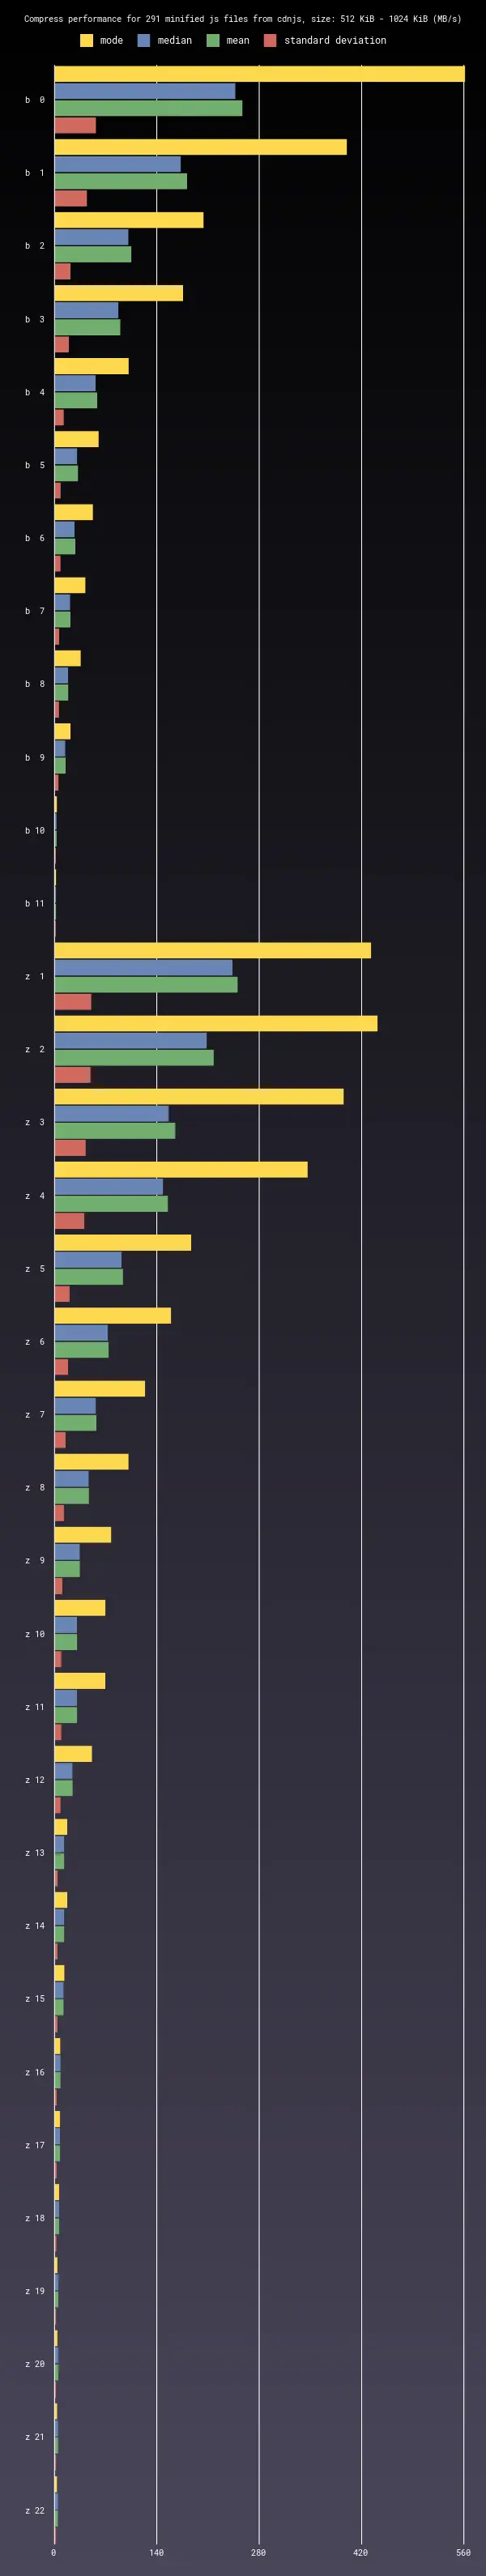 Compress performance for 291 minified js files from cdnjs, size: 512 KiB - 1024 KiB (MB/s)
mode median mean standard deviation
b 0
b 1
b 2
b 3
b 4
b 5
b 6
b 7
b 8
b 9
b 10
b 11
z 1
z 2
z 3
z 4
z 5
z 6
z 7
z 8
z 9
z 10
z 11
z 12
z 13
z 14
z 15
z 16
z 17
z 18
z 19
z 20
z 21
z 22
0 140 280 420 560